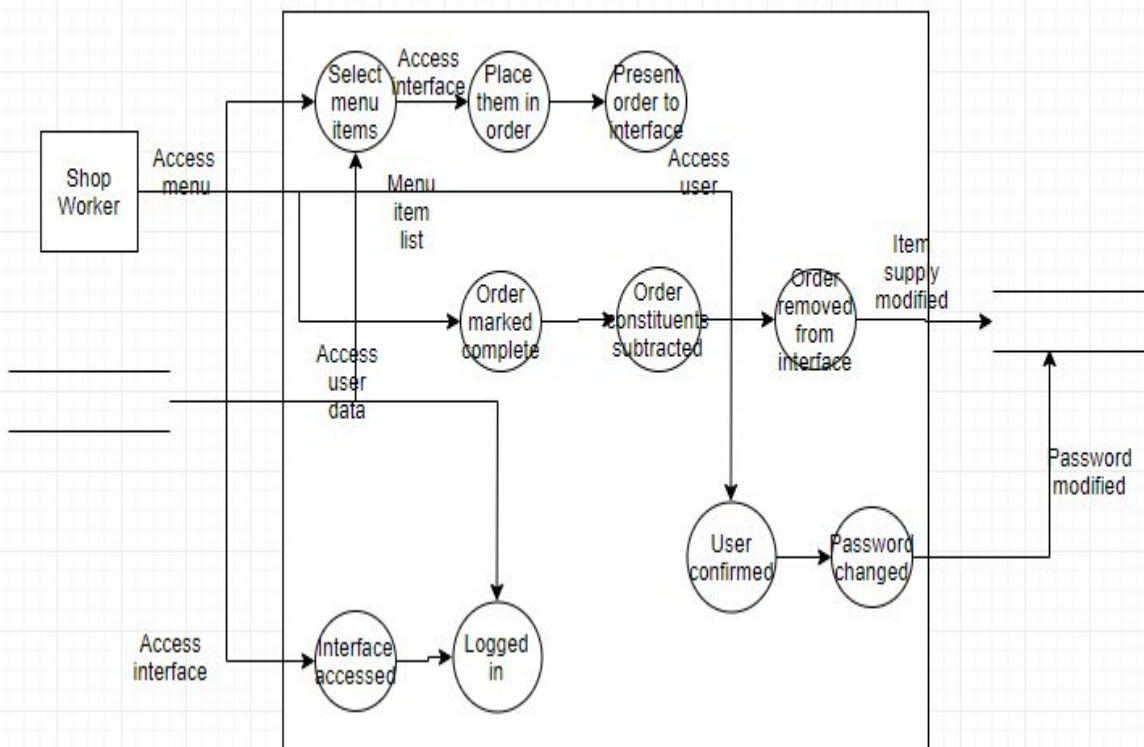 Select
menu
items
Access
interface
Place
them in
order
Present
order to
interface
Shop
Worker
Access
menu
Menu
item
list
Access
user
Order
marked
complete
Order
constituents
subtracted
Order
removed
from
interface
Item
supply
modified
Access
user
data
Password
modified
User
confirmed
Password
changed
Access
interface
Interface
accessed
Logged
in